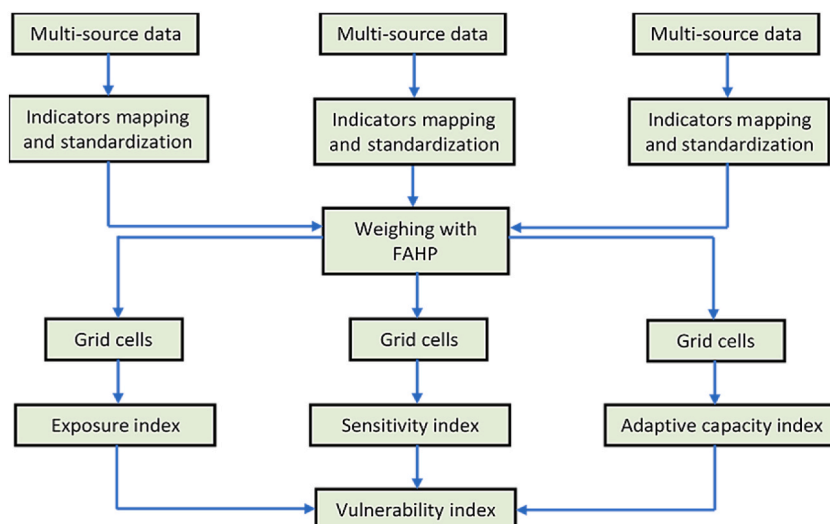 Multi-source data
Multi-source data
Multi-source data
Indicators mapping
and standardization
Indicators mapping
and standardization
Indicators mapping
and standardization
Weighing with
FAHP
Grid cells
Grid cells
Grid cells
Exposure index
Sensitivity index
Adaptive capacity index
Vulnerability index